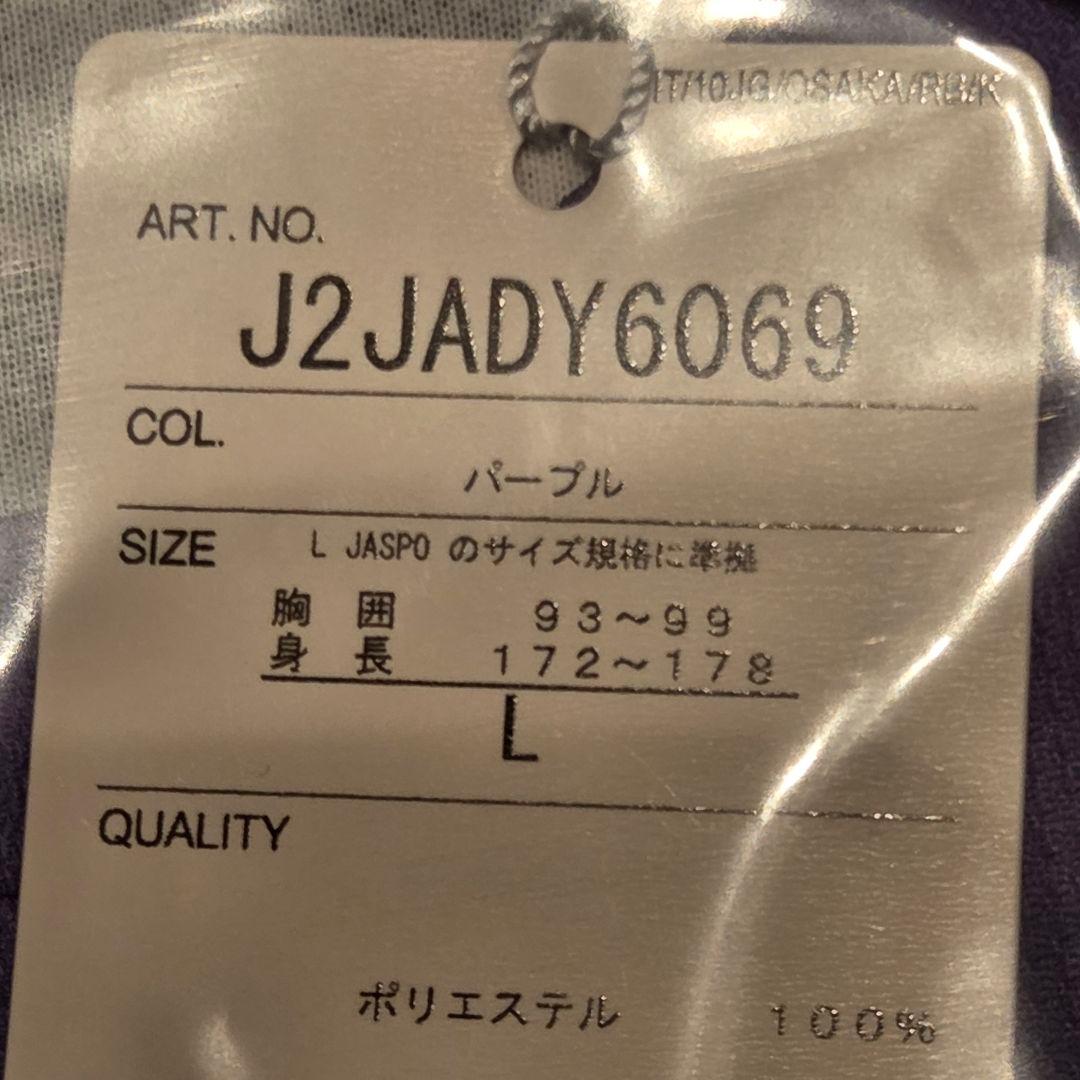 IT/10JG/OSAKA/RB/K
ART. NO.
J2JADY6069
COL.
パープル
SIZE L JASPO のサイズ規格に準拠
胸 囲 93～99
身 長 172～178
L
QUALITY
ポリエステル 100%